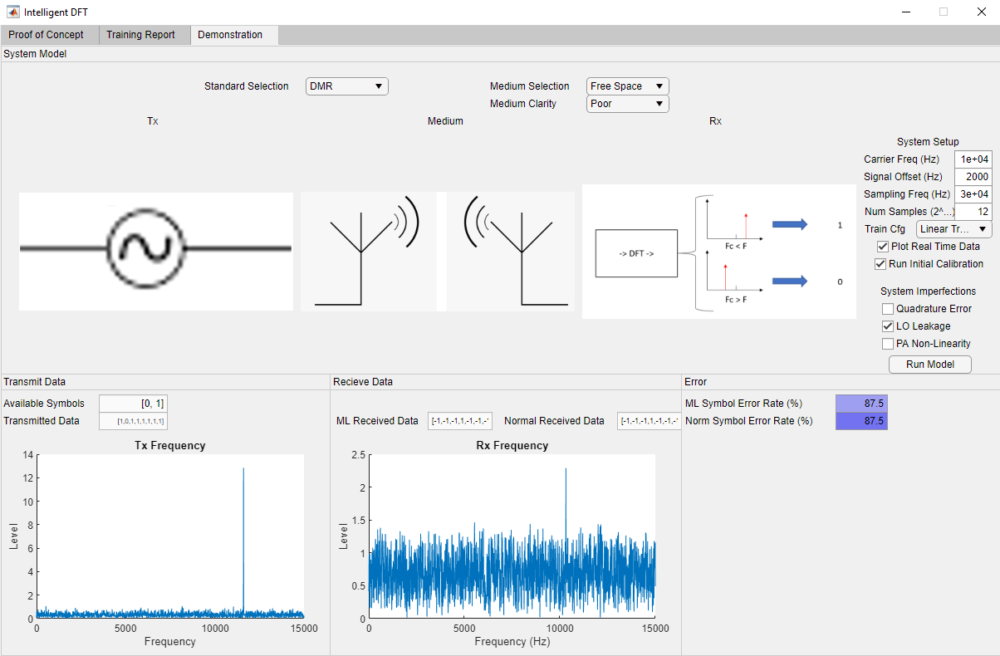 Intelligent DFT
Proof of Concept Training Report Demonstration
System Model
Standard Selection DMR Medium Selection Free Space
Medium Clarity Poor
Tx Medium Rx
System Setup
Carrier Freq (Hz) 1e+04
Signal Offset (Hz) 2000
Sampling Freq (Hz) 3e+04
Num Samples (2^...) 12
Train Cfg Linear Tr...
Plot Real Time Data
Run Initial Calibration
-> DFT ->
Fc < F
1
Fc > F
0
System Imperfections
Quadrature Error
LO Leakage
PA Non-Linearity
Run Model
Transmit Data
Available Symbols [0, 1]
Transmitted Data [1,0,1,1,1,1,1,1]
Tx Frequency
14
12
10
8
6
4
2
0
Level
0 5000 10000 15000
Frequency
Recieve Data
ML Received Data [-1,-1,-1,1,-1,-1,-1 Normal Received Data [-1,-1,-1,1,-1,-1,-1
Rx Frequency
2.5
2
1.5
1
0.5
0
Level
0 5000 10000 15000
Frequency (Hz)
Error
ML Symbol Error Rate (%) 87.5
Norm Symbol Error Rate (%) 87.5